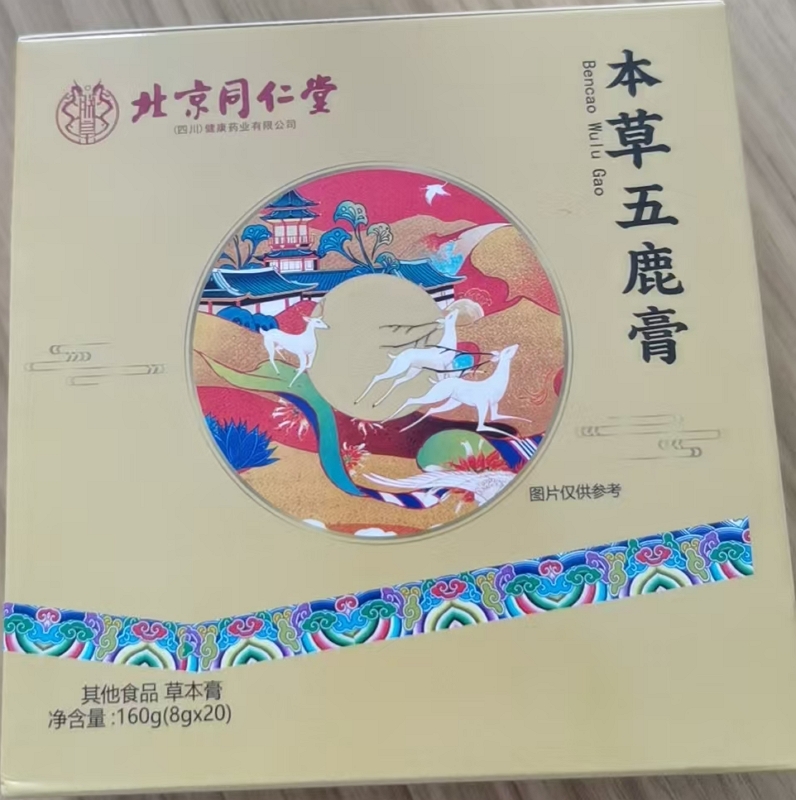 北京同仁堂
(四川)健康药业有限公司
本草五鹿膏
Bencao Wulu Gao
图片仅供参考
其他食品 草本膏
净含量:160g(8gx20)